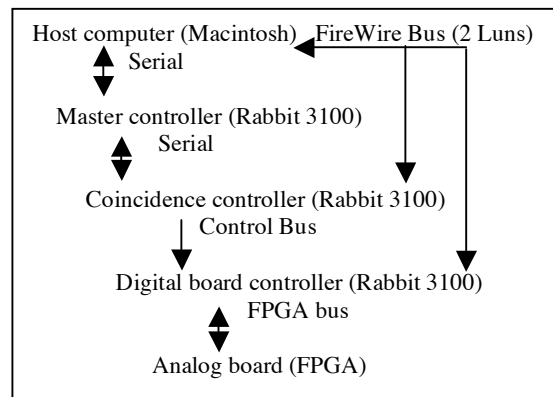 Host computer (Macintosh) FireWire Bus (2 Luns)
Serial
Master controller (Rabbit 3100)
Serial
Coincidence controller (Rabbit 3100)
Control Bus
Digital board controller (Rabbit 3100)
FPGA bus
Analog board (FPGA)